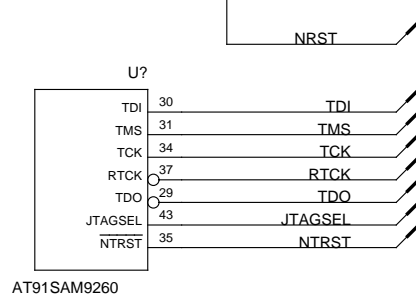 NRST
U?
TDI 30 TDI
TMS 31 TMS
TCK 34 TCK
RTCK 37 RTCK
TDO 29 TDO
JTAGSEL 43 JTAGSEL
NTRST 35 NTRST
AT91SAM9260